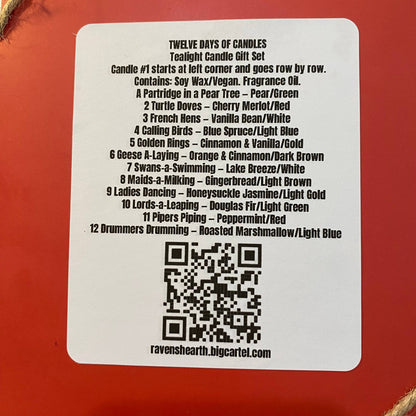 TWELVE DAYS OF CANDLES
Tealight Candle Gift Set
Candle #1 starts at left corner and goes row by row.
Contains: Soy Wax/Vegan. Fragrance Oil.
A Partridge in a Pear Tree – Pear/Green
2 Turtle Doves – Cherry Merlot/Red
3 French Hens – Vanilla Bean/White
4 Calling Birds – Blue Spruce/Light Blue
5 Golden Rings – Cinnamon & Vanilla/Gold
6 Geese A-Laying – Orange & Cinnamon/Dark Brown
7 Swans-a-Swimming – Lake Breeze/White
8 Maids-a-Milking – Gingerbread/Light Brown
9 Ladies Dancing – Honeysuckle Jasmine/Light Gold
10 Lords-a-Leaping – Douglas Fir/Light Green
11 Pipers Piping – Peppermint/Red
12 Drummers Drumming – Roasted Marshmallow/Light Blue
ravenshearth.bigcartel.com